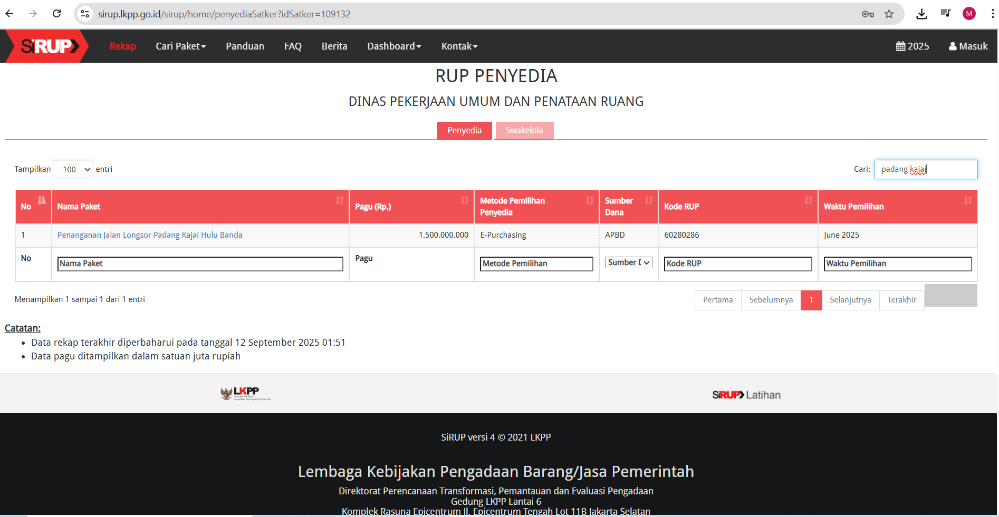 sirup.lkpp.go.id/sirup/home/penyediaSatker?idSatker=109132
M
SiRUP
Rekap Cari Paket Panduan FAQ Berita Dashboard Kontak 2025 Masuk
RUP PENYEDIA
DINAS PEKERJAAN UMUM DAN PENATAAN RUANG
Penyedia Swakelola
Tampilkan 100 entri Cari: padang kajai
No Nama Paket Pagu (Rp.) Metode Pemilihan Penyedia Sumber Dana Kode RUP Waktu Pemilihan
1 Penanganan Jalan Longsor Padang Kajai Hulu Banda 1.500.000.000 E-Purchasing APBD 60280286 June 2025
No Nama Paket Pagu Metode Pemilihan Sumber D Kode RUP Waktu Pemilihan
Menampilkan 1 sampai 1 dari 1 entri Pertama Sebelumnya 1 Selanjutnya Terakhir
Catatan:
Data rekap terakhir diperbaharui pada tanggal 12 September 2025 01:51
Data pagu ditampilkan dalam satuan juta rupiah
LKPP
Lembaga Kebijakan
Pengadaan Barang/Jasa Pemerintah
SiRUP Latihan
SiRUP versi 4 © 2021 LKPP
Lembaga Kebijakan Pengadaan Barang/Jasa Pemerintah
Direktorat Perencanaan Transformasi, Pemantauan dan Evaluasi Pengadaan
Gedung LKPP Lantai 6
Komplek Rasuna Epicentrum Jl. Epicentrum Tengah Lot 11B Jakarta Selatan